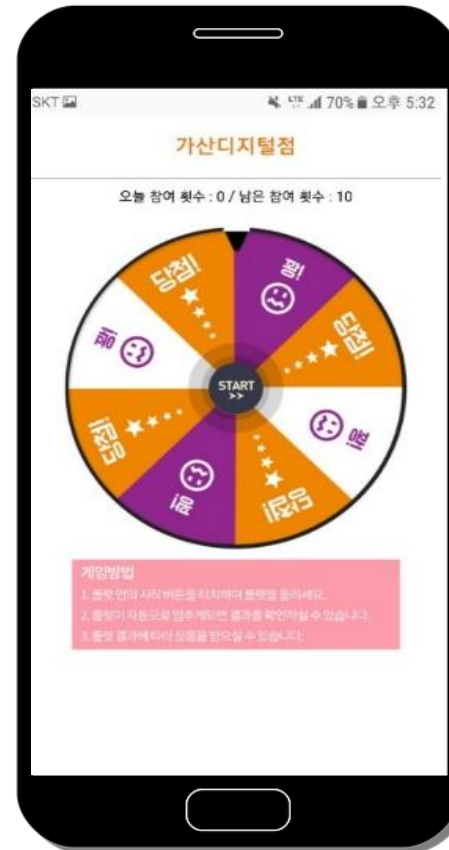 SKT LTE 70% 오후 5:32
가산디지털점
오늘 참여 횟수 : 0 / 남은 참여 횟수 : 10
당첨!
꽝!
당첨!
꽝!
당첨!
꽝!
당첨!
꽝!
START
>>
게임방법
1. 룰렛 안의 시작 버튼을 터치하여 룰렛을 돌리세요.
2. 룰렛이 자동으로 멈추게되면 결과를 확인하실 수 있습니다.
3. 룰렛 결과에 따라 상품을 받으실 수 있습니다.